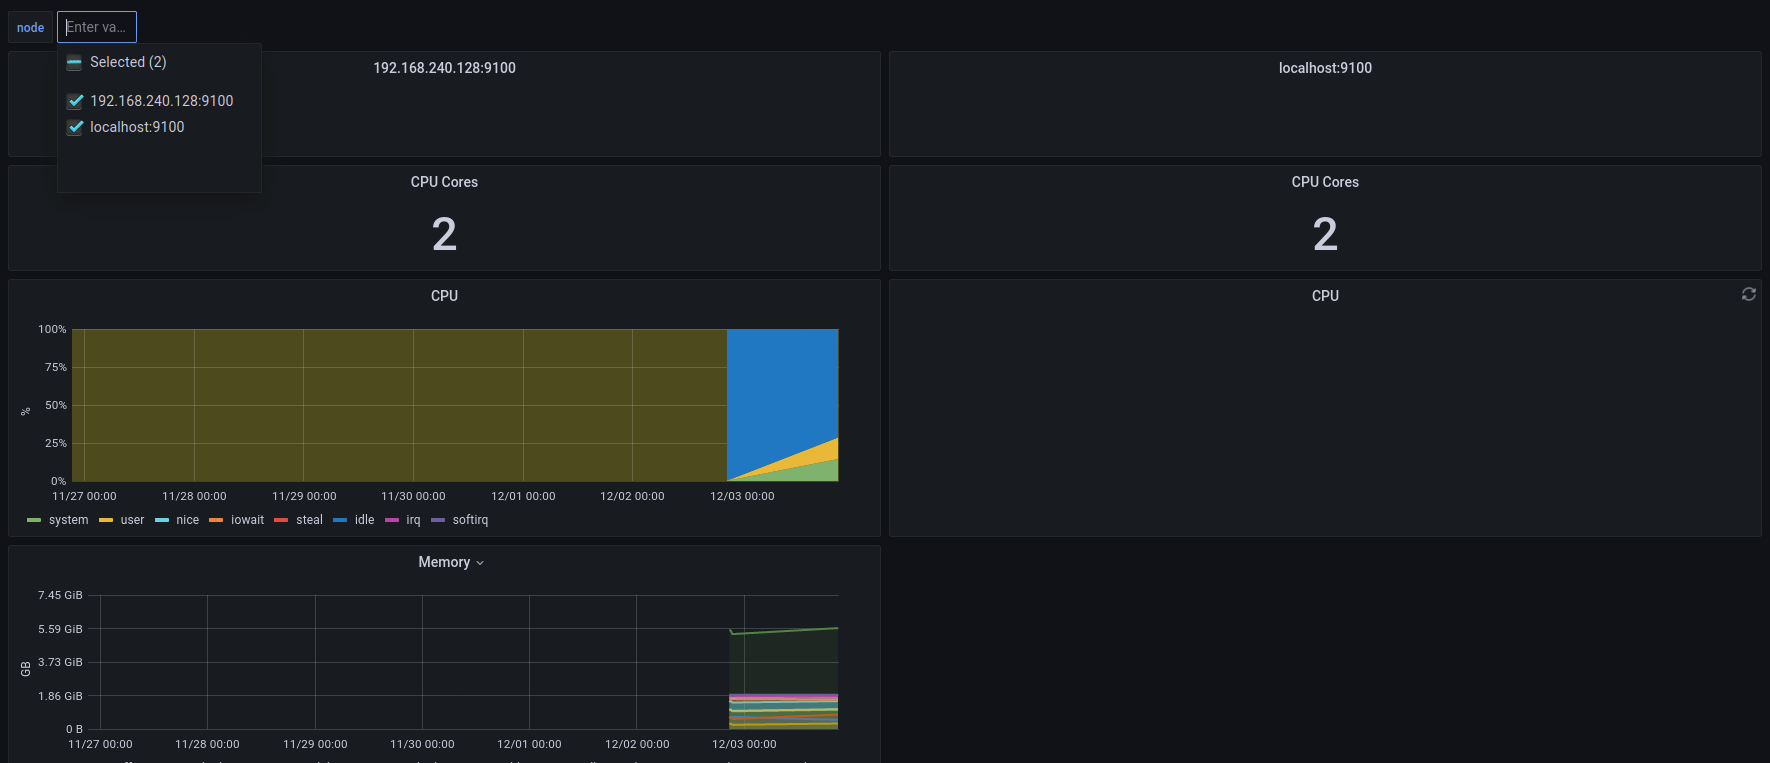 node Enter va...
Selected (2)
192.168.240.128:9100
localhost:9100
192.168.240.128:9100
localhost:9100
CPU Cores
2
CPU Cores
2
CPU
100%
75%
50%
25%
0%
%
11/27 00:00 11/28 00:00 11/29 00:00 11/30 00:00 12/01 00:00 12/02 00:00 12/03 00:00
system user nice iowait steal idle irq softirq
CPU
Memory
7.45 GiB
5.59 GiB
3.73 GiB
1.86 GiB
0 B
GB
11/27 00:00 11/28 00:00 11/29 00:00 11/30 00:00 12/01 00:00 12/02 00:00 12/03 00:00